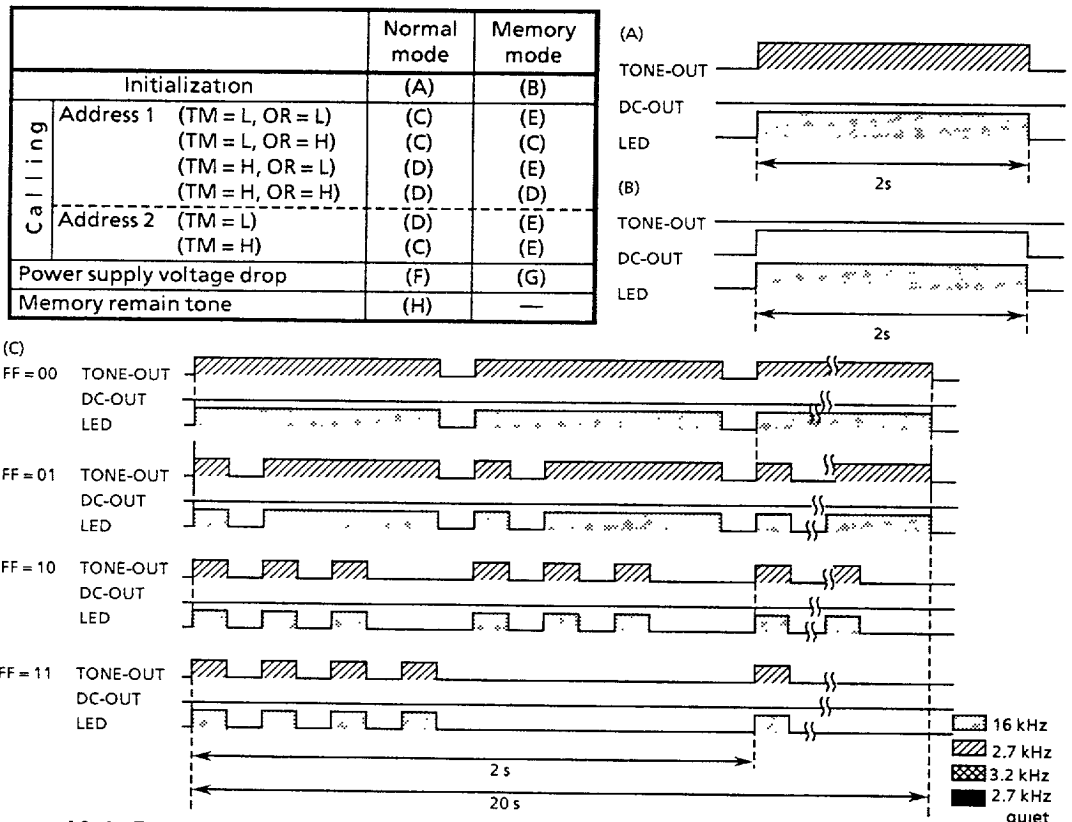 Normal mode
Memory mode
Initialization (A) (B)
Calling
Address 1 (TM = L, OR = L) (C) (E)
(TM = L, OR = H) (C) (C)
(TM = H, OR = L) (D) (E)
(TM = H, OR = H) (D) (D)
Address 2 (TM = L) (D) (E)
(TM = H) (C) (E)
Power supply voltage drop (F) (G)
Memory remain tone (H) —
(A)
TONE-OUT
DC-OUT
LED
2s
(B)
TONE-OUT
DC-OUT
LED
2s
(C)
FF = 00 TONE-OUT
DC-OUT
LED
FF = 01 TONE-OUT
DC-OUT
LED
FF = 10 TONE-OUT
DC-OUT
LED
FF = 11 TONE-OUT
DC-OUT
LED
2 s
20 s
16 kHz
2.7 kHz
3.2 kHz
2.7 kHz
quiet